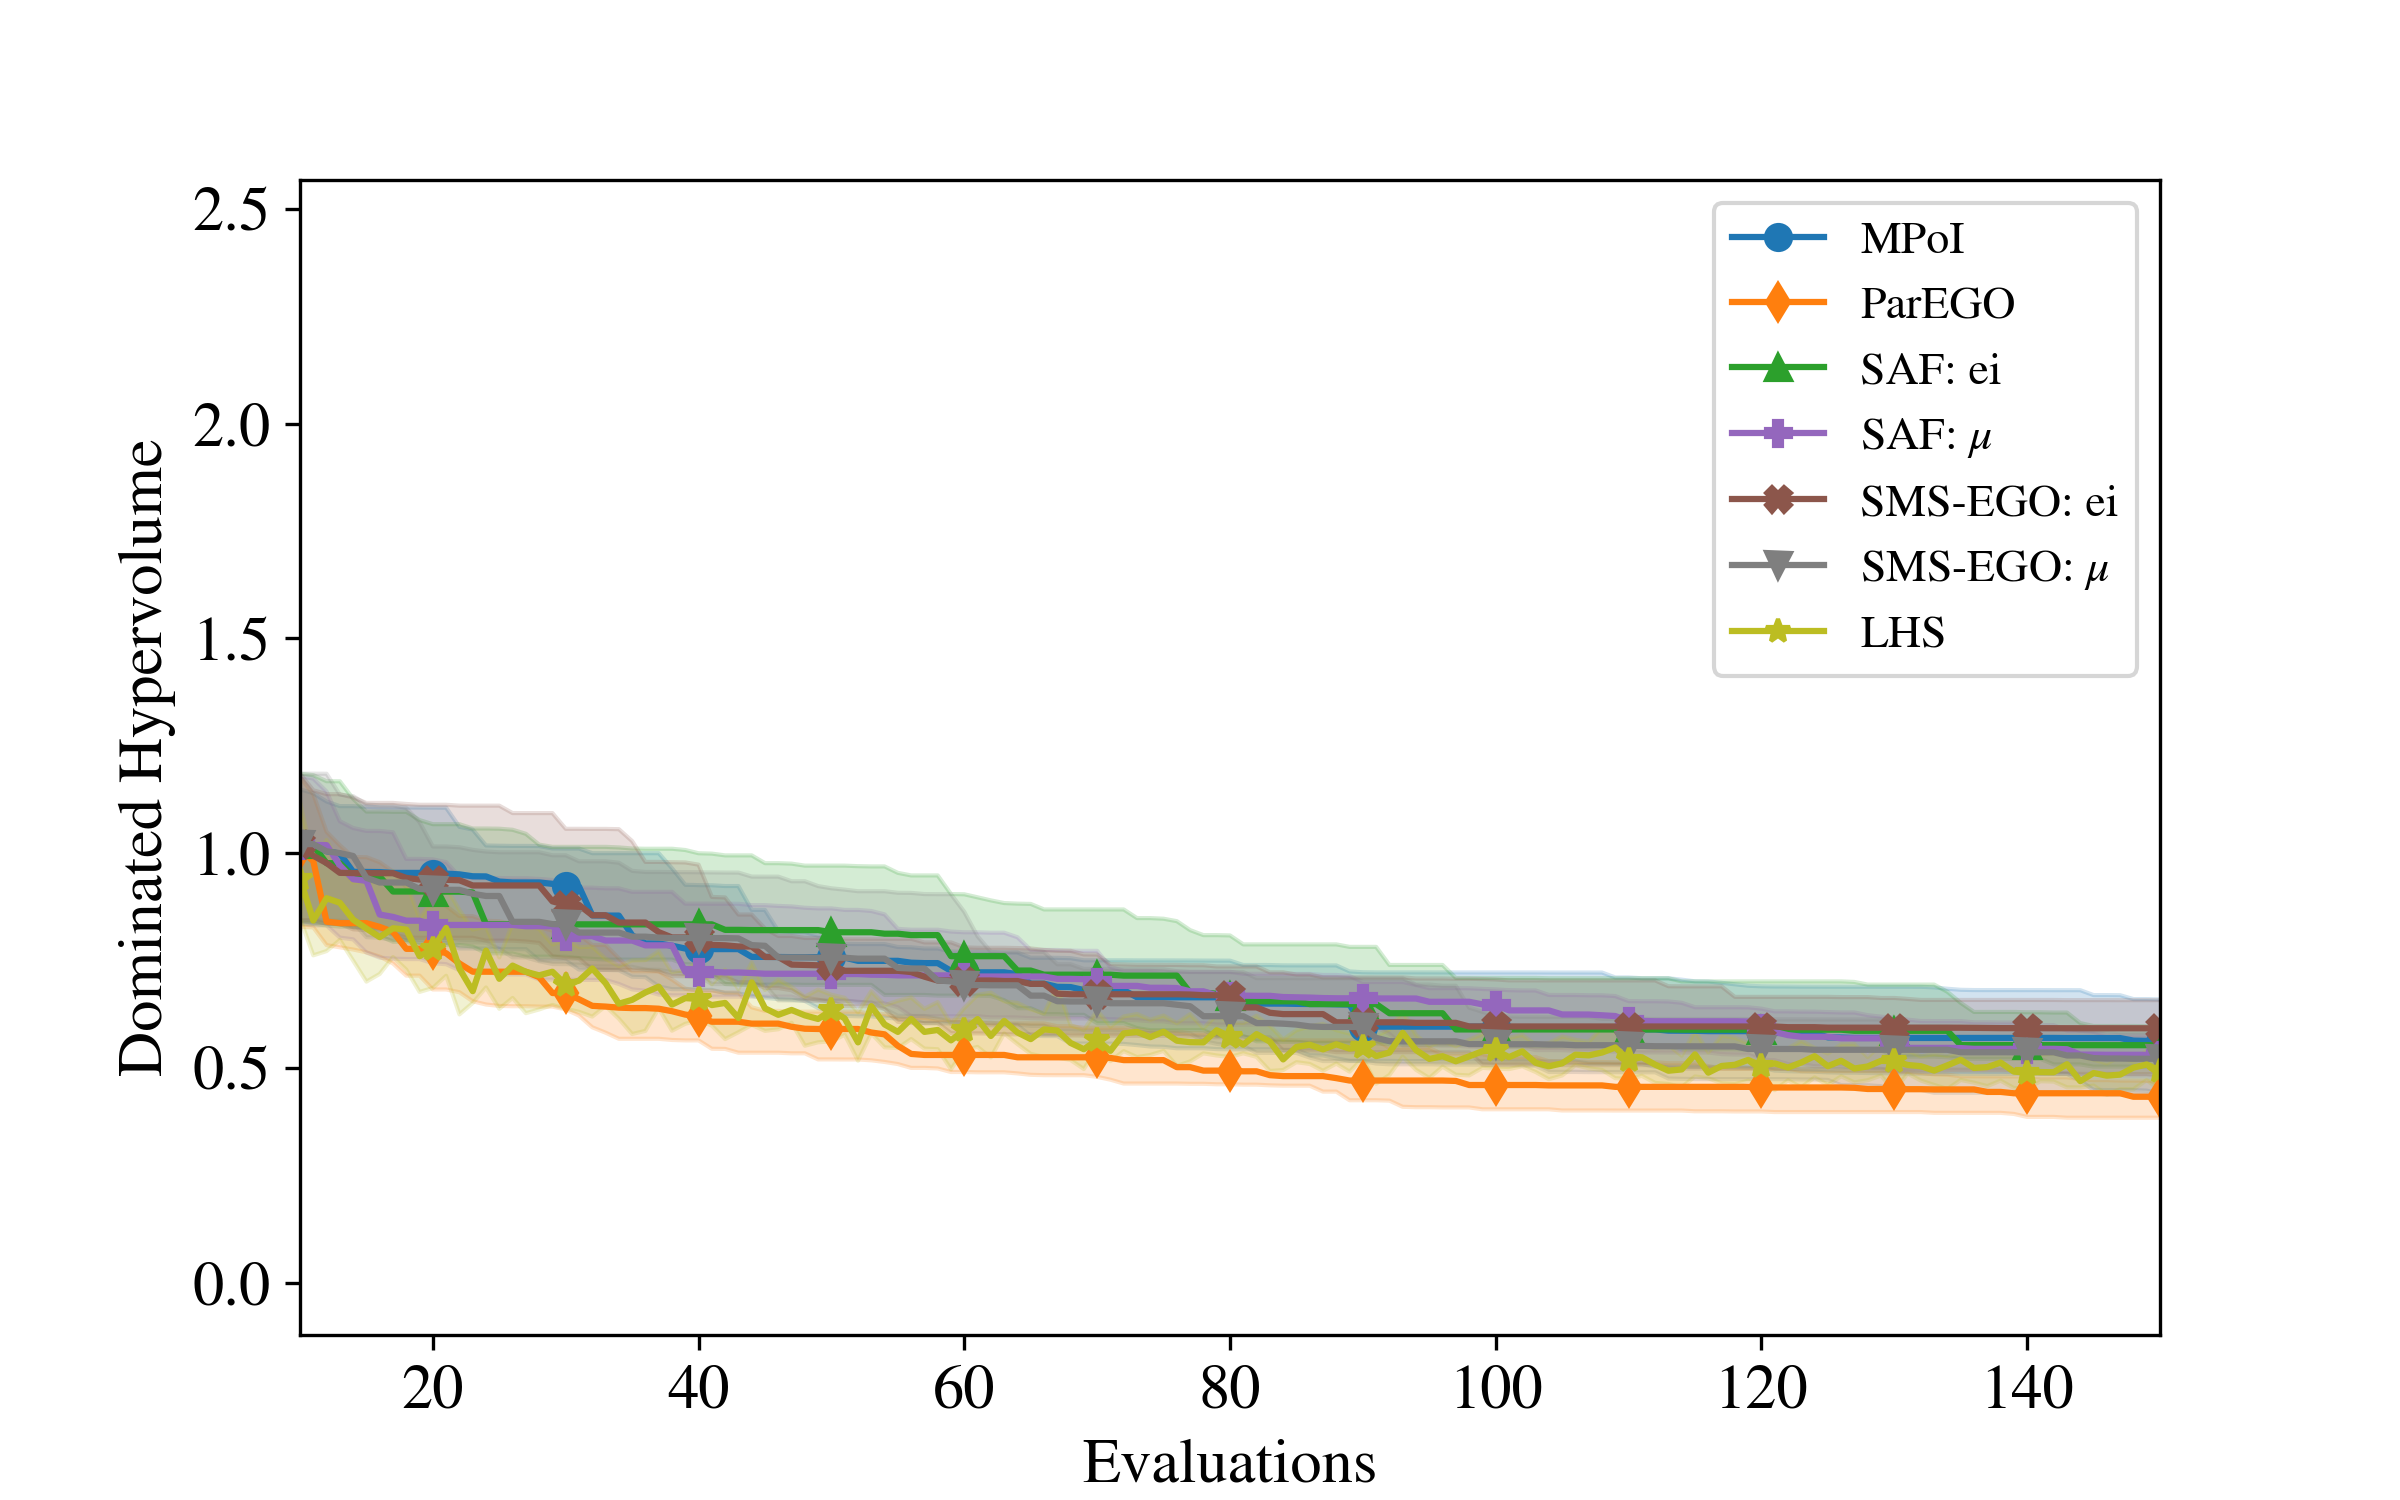 2.5
2.0
1.5
1.0
0.5
0.0
Dominated Hypervolume
20 40 60 80 100 120 140
Evaluations
MPoI
ParEGO
SAF: ei
SAF: μ
SMS-EGO: ei
SMS-EGO: μ
LHS